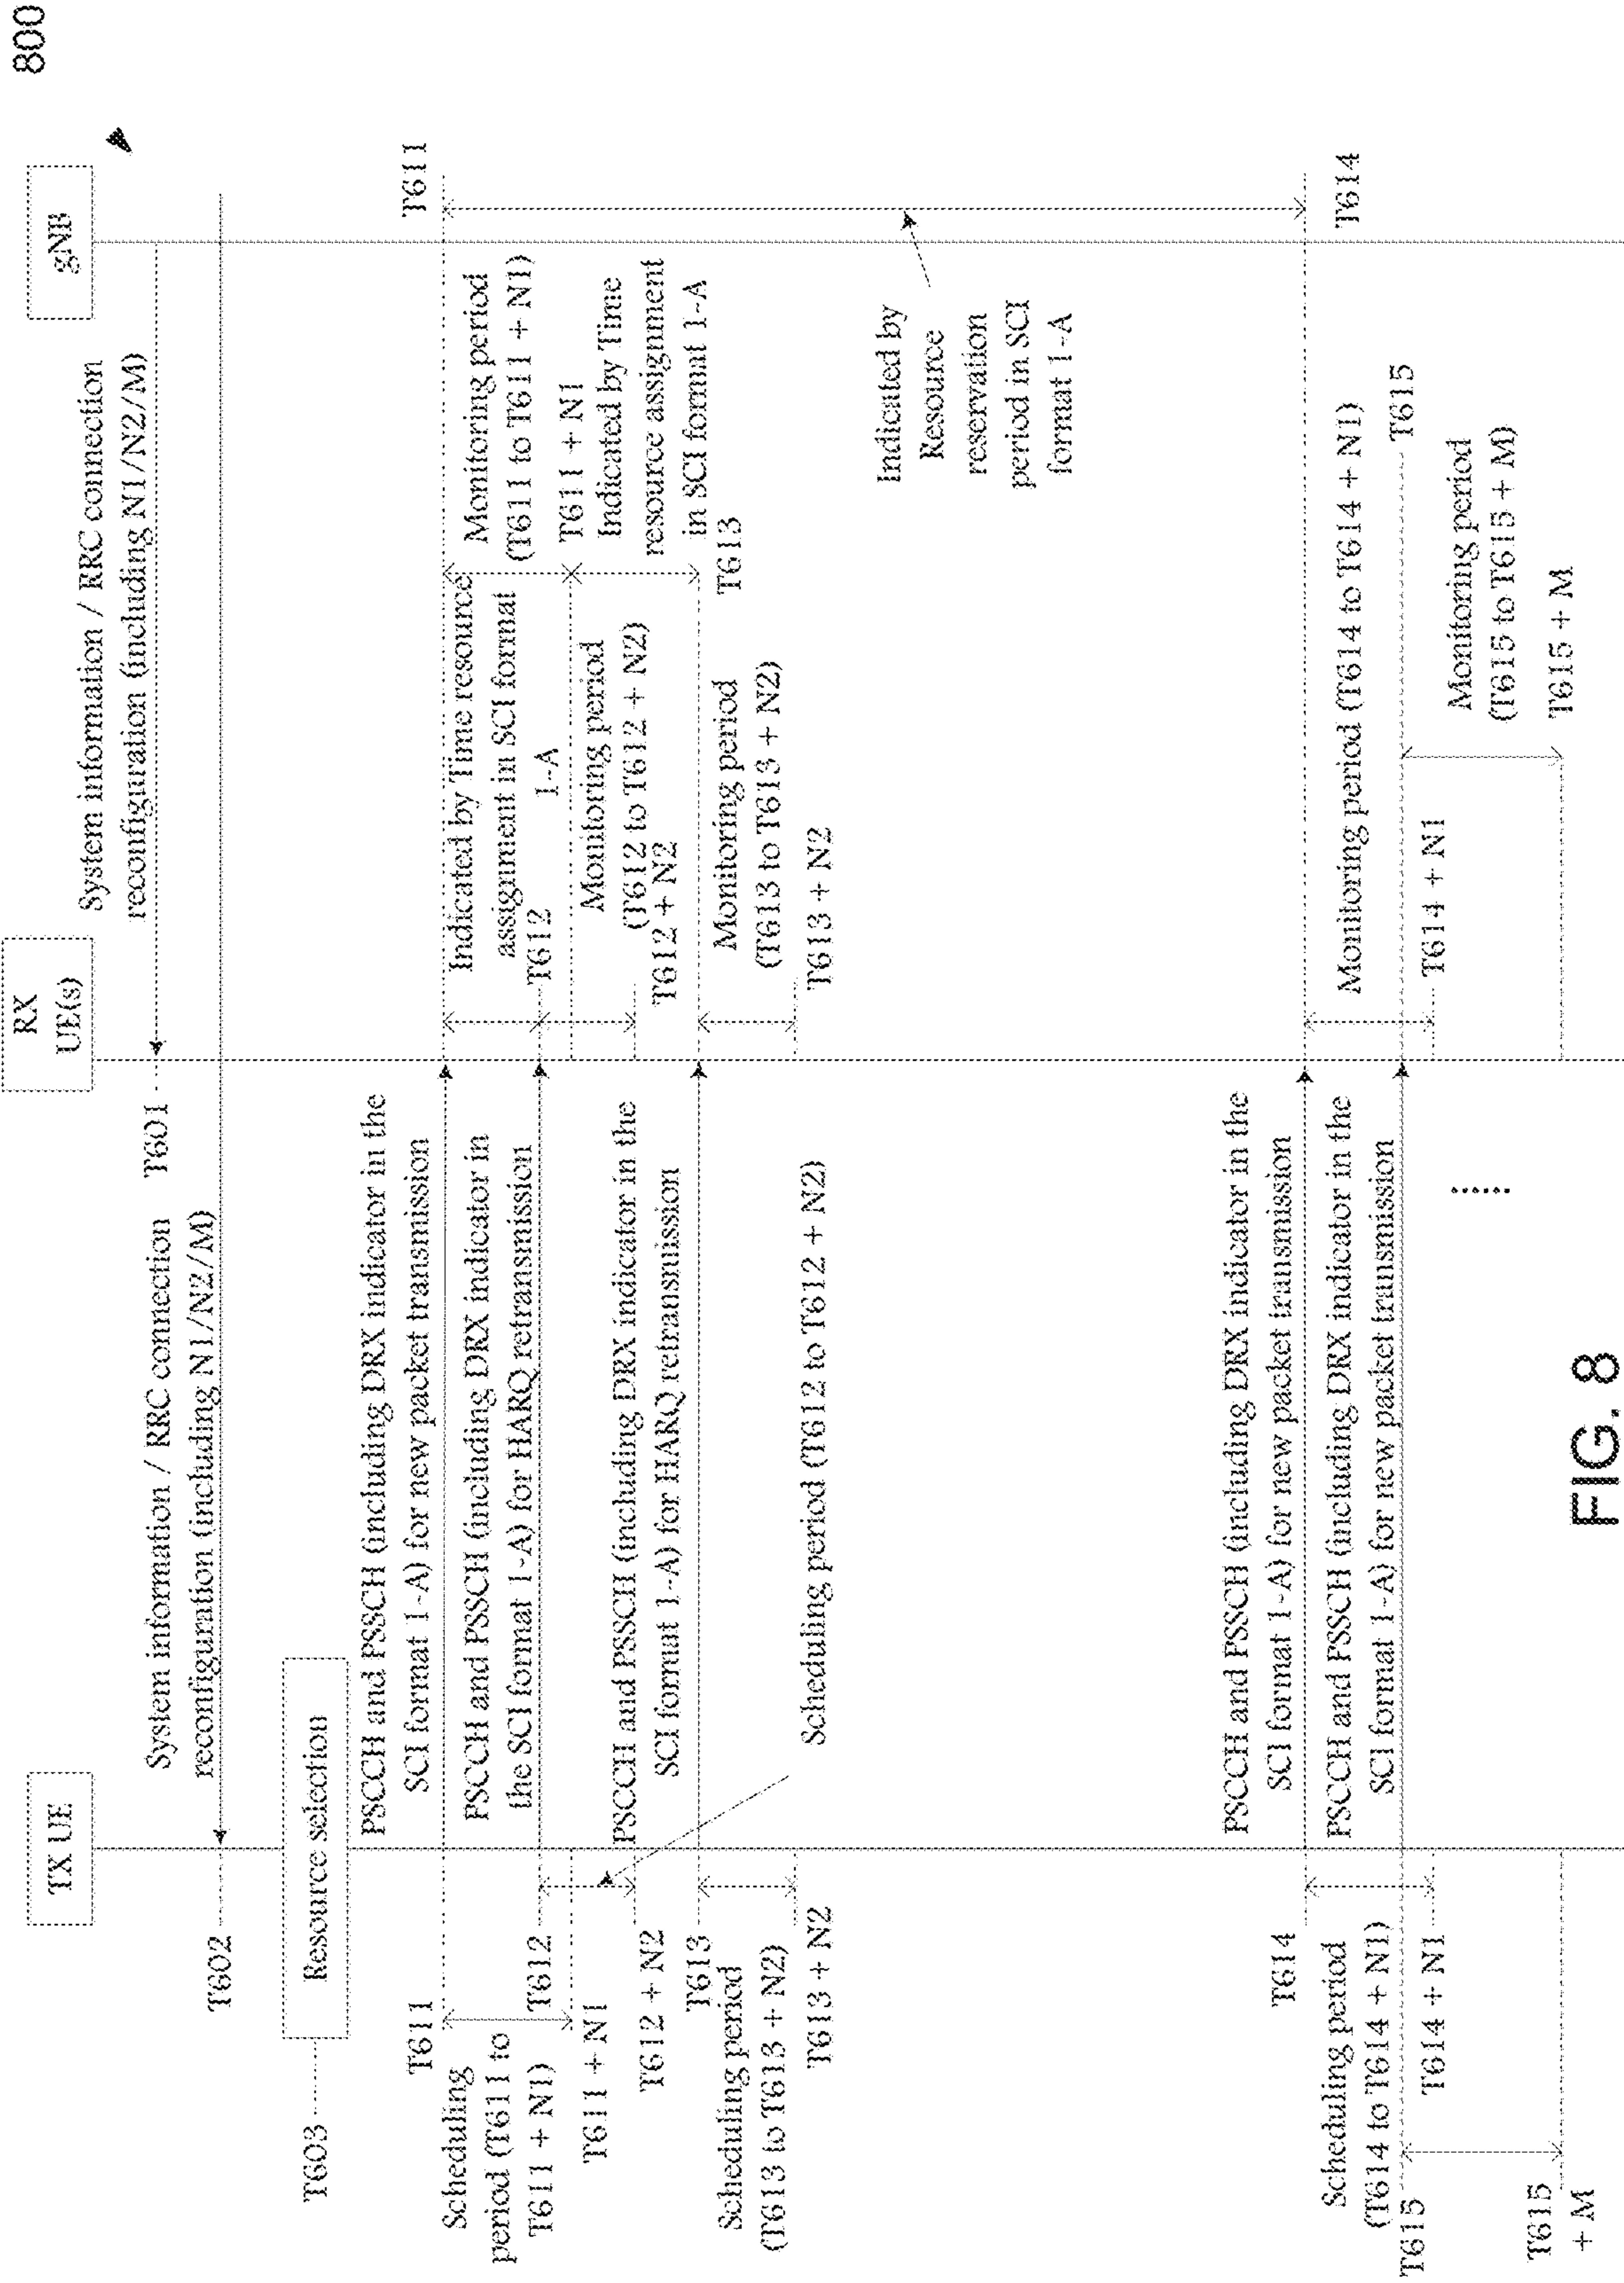 800
TX UE
RX
UE(s)
gNB
System information / RRC connection
reconfiguration (including N1/N2/M)
T601
System information / RRC connection
reconfiguration (including N1/N2/M)
T602
T603
Resource selection
T611
Scheduling
period (T611 to
T611 + N1)
T611 + N1
PSCCH and PSSCH (including DRX indicator in the
SCI format 1-A) for new packet transmission
T611
Monitoring period
(T611 to T611 + N1)
T611 + N1
Indicated by Time resource
assignment in SCI format
1-A
T612
T612
PSCCH and PSSCH (including DRX indicator in
the SCI format 1-A) for HARQ retransmission
Monitoring period
(T612 to T612 + N2)
T612 + N2
T612 + N2
Scheduling period (T612 to T612 + N2)
Indicated by Time
resource assignment
in SCI format 1-A
T613
T613
Scheduling period
(T613 to T613 + N2)
T613 + N2
PSCCH and PSSCH (including DRX indicator in the
SCI format 1-A) for HARQ retransmission
Monitoring period
(T613 to T613 + N2)
T613 + N2
Indicated by
Resource
reservation
period in SCI
format 1-A
T614
Scheduling period
(T614 to T614 + N1)
T614 + N1
PSCCH and PSSCH (including DRX indicator in the
SCI format 1-A) for new packet transmission
T614
Monitoring period (T614 to T614 + N1)
T614 + N1
T615
PSCCH and PSSCH (including DRX indicator in the
SCI format 1-A) for new packet transmission
T615
Monitoring period
(T615 to T615 + M)
T615 + M
T615
+ M
FIG. 8